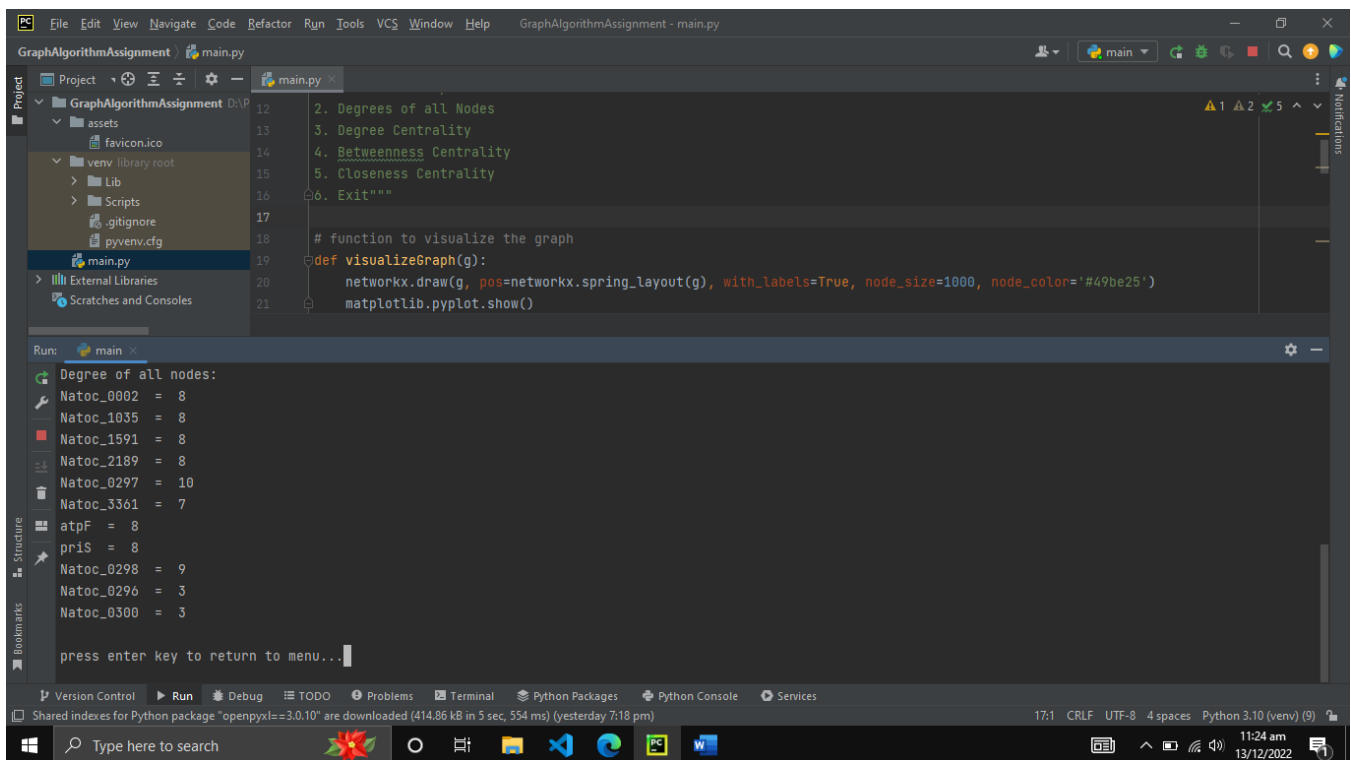 PC File Edit View Navigate Code Refactor Run Tools VCS Window Help GraphAlgorithmAssignment - main.py
GraphAlgorithmAssignment main.py
main
Project
Project
GraphAlgorithmAssignment D:\P
assets
favicon.ico
venv library root
Lib
Scripts
.gitignore
pyvenv.cfg
main.py
External Libraries
Scratches and Consoles
main.py
1 2 5
12 2. Degrees of all Nodes
13 3. Degree Centrality
14 4. Betweenness Centrality
15 5. Closeness Centrality
16 6. Exit"""
17
18 # function to visualize the graph
19 def visualizeGraph(g):
20 networkx.draw(g, pos=networkx.spring_layout(g), with_labels=True, node_size=1000, node_color='#49be25')
21 matplotlib.pyplot.show()
Notifications
Run: main
Degree of all nodes:
Natoc_0002 = 8
Natoc_1035 = 8
Natoc_1591 = 8
Natoc_2189 = 8
Natoc_0297 = 10
Natoc_3361 = 7
atpF = 8
priS = 8
Natoc_0298 = 9
Natoc_0296 = 3
Natoc_0300 = 3
press enter key to return to menu...
Structure
Bookmarks
Version Control Run Debug TODO Problems Terminal Python Packages Python Console Services
Shared indexes for Python package "openpyxl==3.0.10" are downloaded (414.86 kB in 5 sec, 554 ms) (yesterday 7:18 pm) 17:1 CRLF UTF-8 4 spaces Python 3.10 (venv) (9)
Type here to search
PC
W
11:24 am
13/12/2022
1